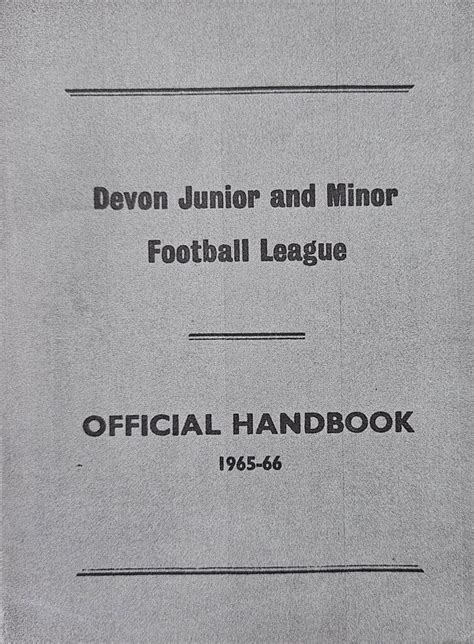 Devon Junior and Minor
Football League
OFFICIAL HANDBOOK
1965-66